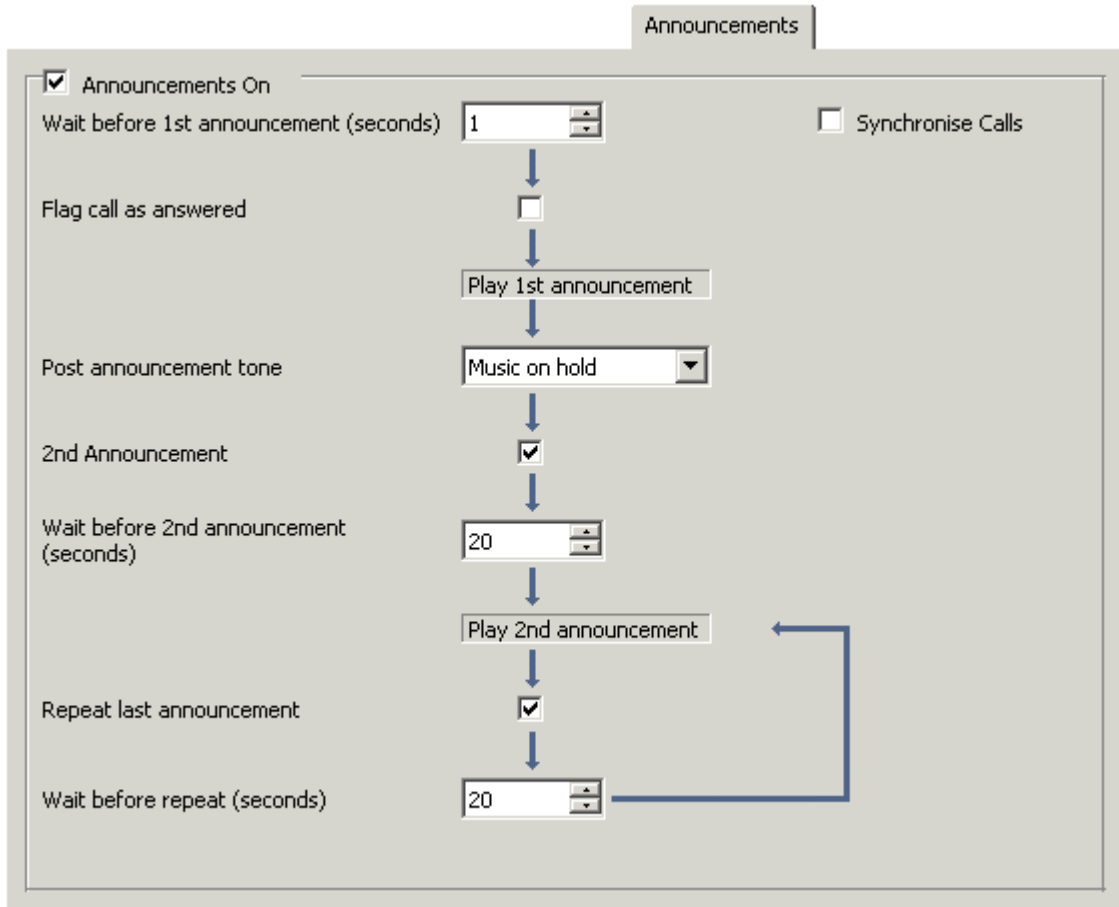 Announcements
Announcements On
Wait before 1st announcement (seconds) 1 Synchronise Calls
Flag call as answered
Play 1st announcement
Post announcement tone Music on hold
2nd Announcement
Wait before 2nd announcement
(seconds) 20
Play 2nd announcement
Repeat last announcement
Wait before repeat (seconds) 20